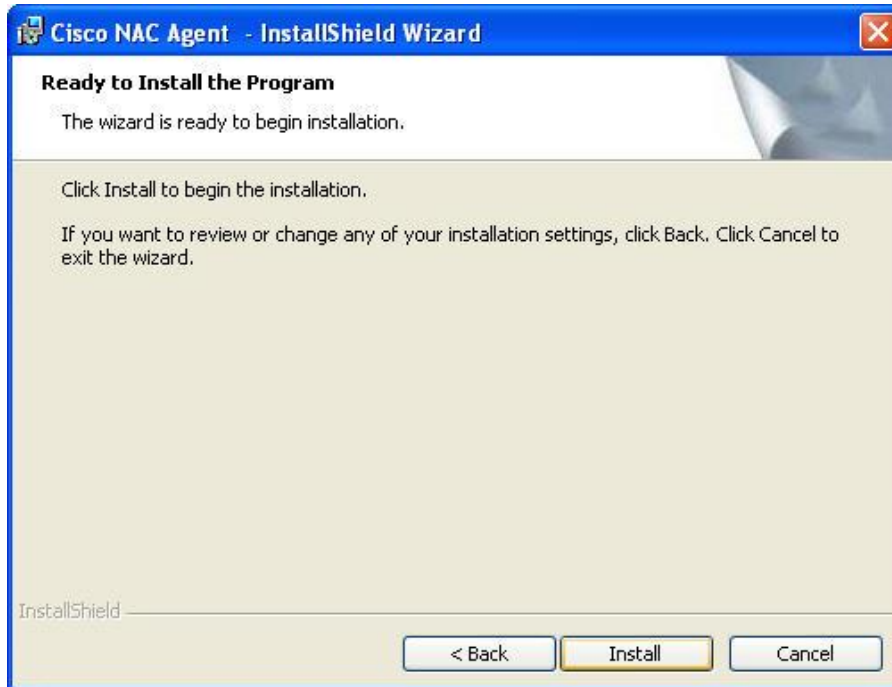 Cisco NAC Agent - InstallShield Wizard
Ready to Install the Program
The wizard is ready to begin installation.
Click Install to begin the installation.
If you want to review or change any of your installation settings, click Back. Click Cancel to
exit the wizard.
InstallShield
< Back
Install
Cancel